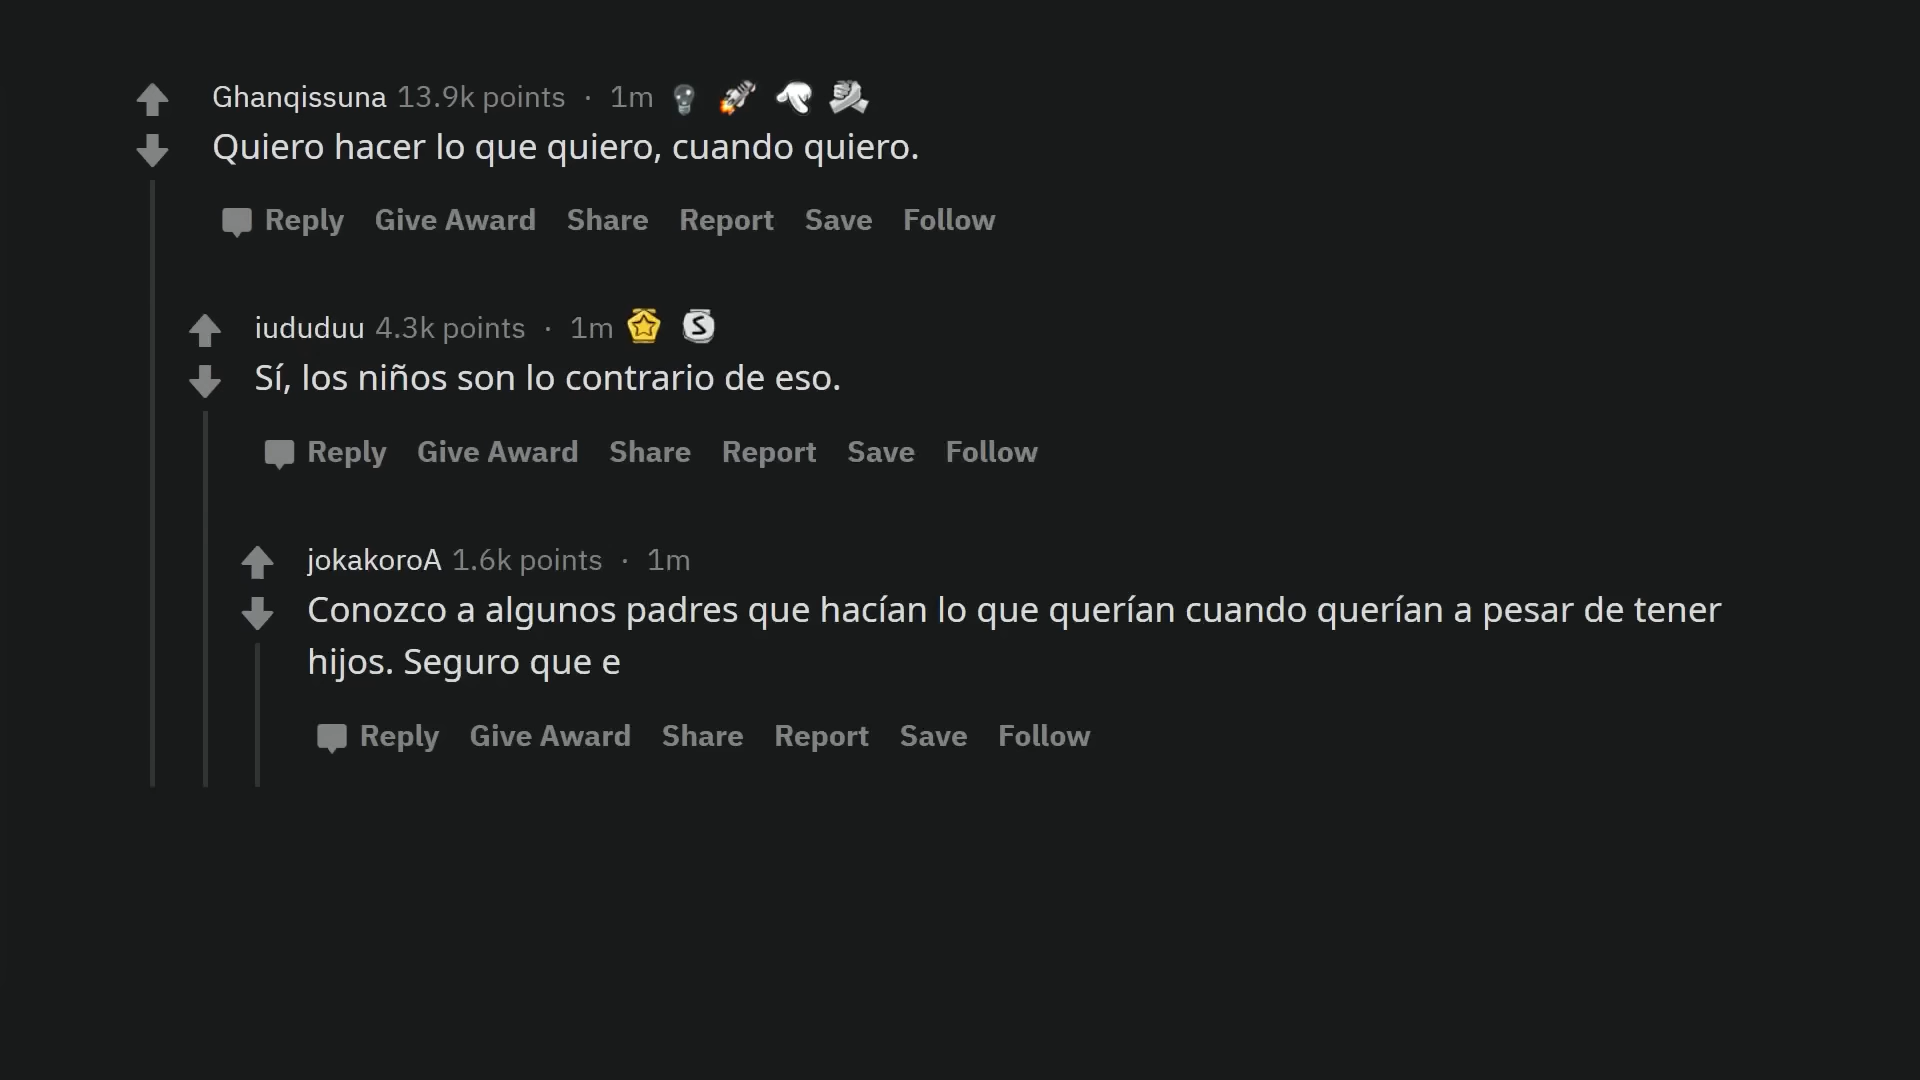 Ghanqissuna 13.9k points · 1m
Quiero hacer lo que quiero, cuando quiero.
Reply Give Award Share Report Save Follow
iududuu 4.3k points · 1m
Sí, los niños son lo contrario de eso.
Reply Give Award Share Report Save Follow
jokakoroA 1.6k points · 1m
Conozco a algunos padres que hacían lo que querían cuando querían a pesar de tener
hijos. Seguro que e
Reply Give Award Share Report Save Follow